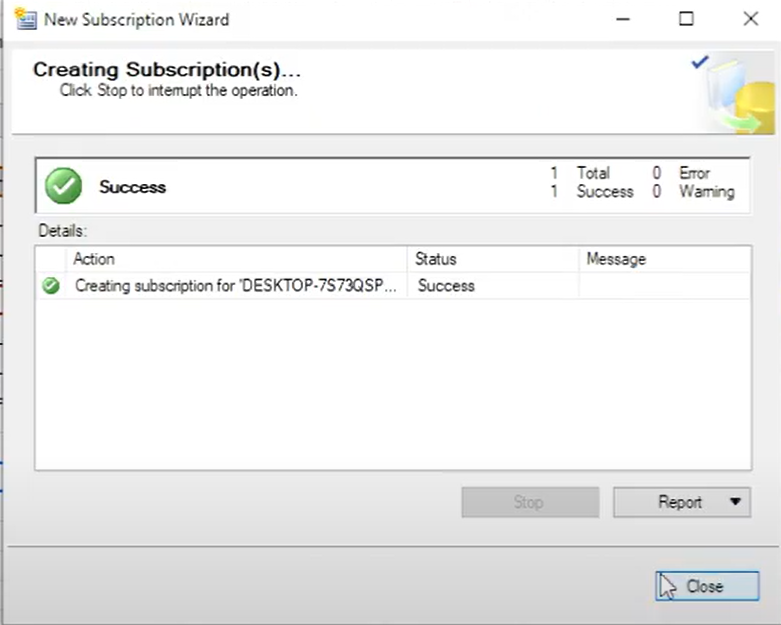 New Subscription Wizard
Creating Subscription(s)...
Click Stop to interrupt the operation.
Success
1 Total 0 Error
1 Success 0 Warning
Details:
Action Status Message
Creating subscription for 'DESKTOP-7S73QSP... Success
Stop Report
Close